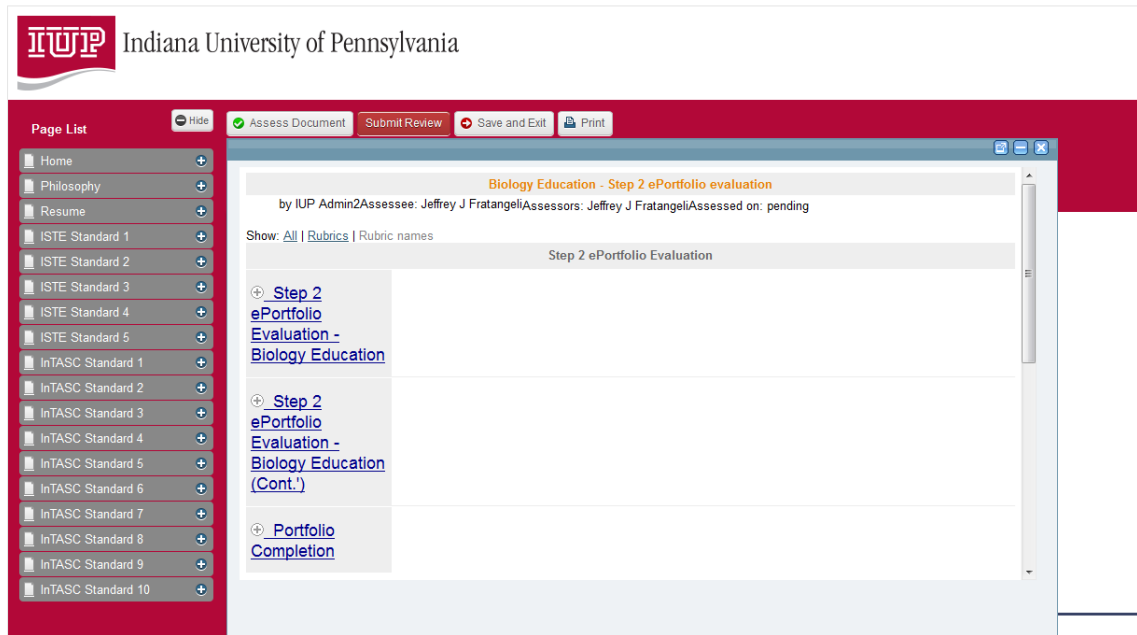 IUP Indiana University of Pennsylvania
Page List
Hide
Assess Document
Submit Review
Save and Exit
Print
Home
Philosophy
Resume
ISTE Standard 1
ISTE Standard 2
ISTE Standard 3
ISTE Standard 4
ISTE Standard 5
InTASC Standard 1
InTASC Standard 2
InTASC Standard 3
InTASC Standard 4
InTASC Standard 5
InTASC Standard 6
InTASC Standard 7
InTASC Standard 8
InTASC Standard 9
InTASC Standard 10
Biology Education - Step 2 ePortfolio evaluation
by IUP Admin2Assessee: Jeffrey J FratangeliAssessors: Jeffrey J FratangeliAssessed on: pending
Show: All | Rubrics | Rubric names
Step 2 ePortfolio Evaluation
Step 2
ePortfolio
Evaluation -
Biology Education
Step 2
ePortfolio
Evaluation -
Biology Education
(Cont.')
Portfolio
Completion